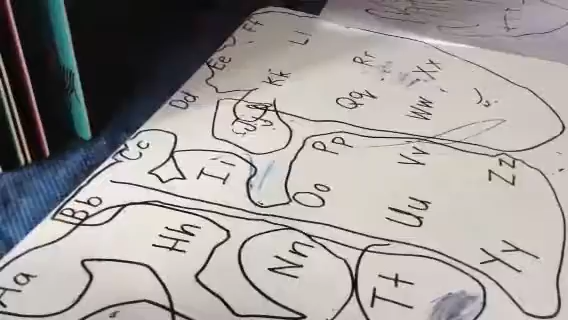 Aa Bb Cc Dd Ee Ff
Hh Ii Kk Ll
Nn Oo Pp Qq Rr
Tt Uu Vv Ww Xx
Yy Zz